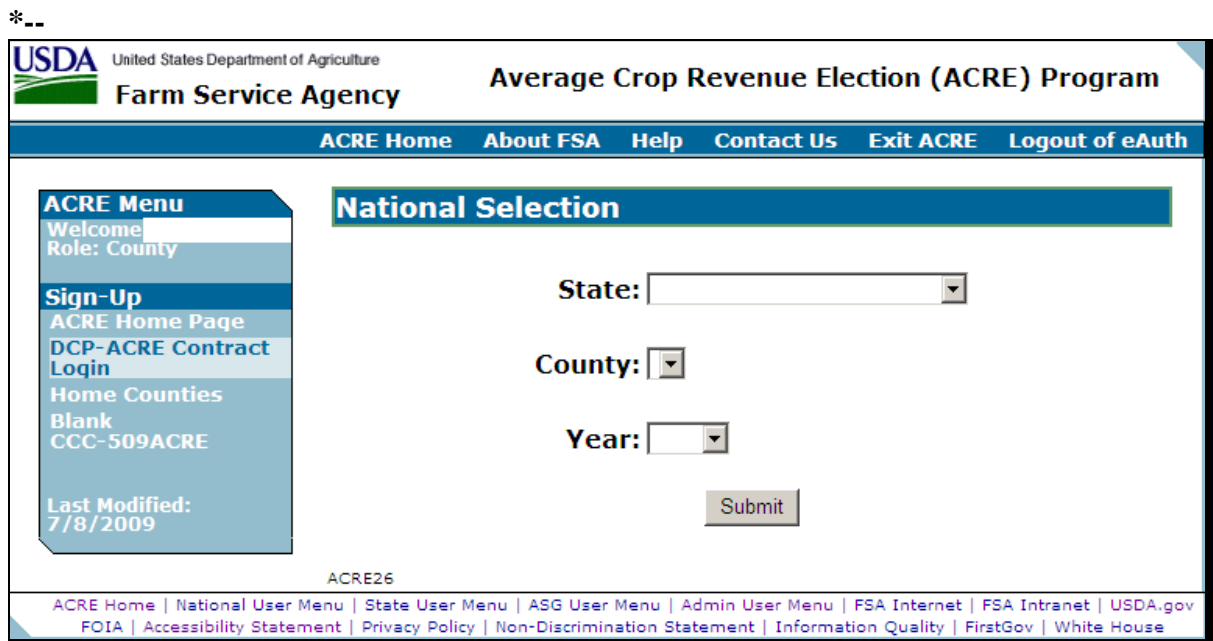 *--
USDA United States Department of Agriculture
Farm Service Agency
Average Crop Revenue Election (ACRE) Program
ACRE Home About FSA Help Contact Us Exit ACRE Logout of eAuth
ACRE Menu
Welcome
Role: County
Sign-Up
ACRE Home Page
DCP-ACRE Contract
Login
Home Counties
Blank
CCC-509ACRE
Last Modified:
7/8/2009
National Selection
State:
County:
Year:
Submit
ACRE26
ACRE Home | National User Menu | State User Menu | ASG User Menu | Admin User Menu | FSA Internet | FSA Intranet | USDA.gov
FOIA | Accessibility Statement | Privacy Policy | Non-Discrimination Statement | Information Quality | FirstGov | White House